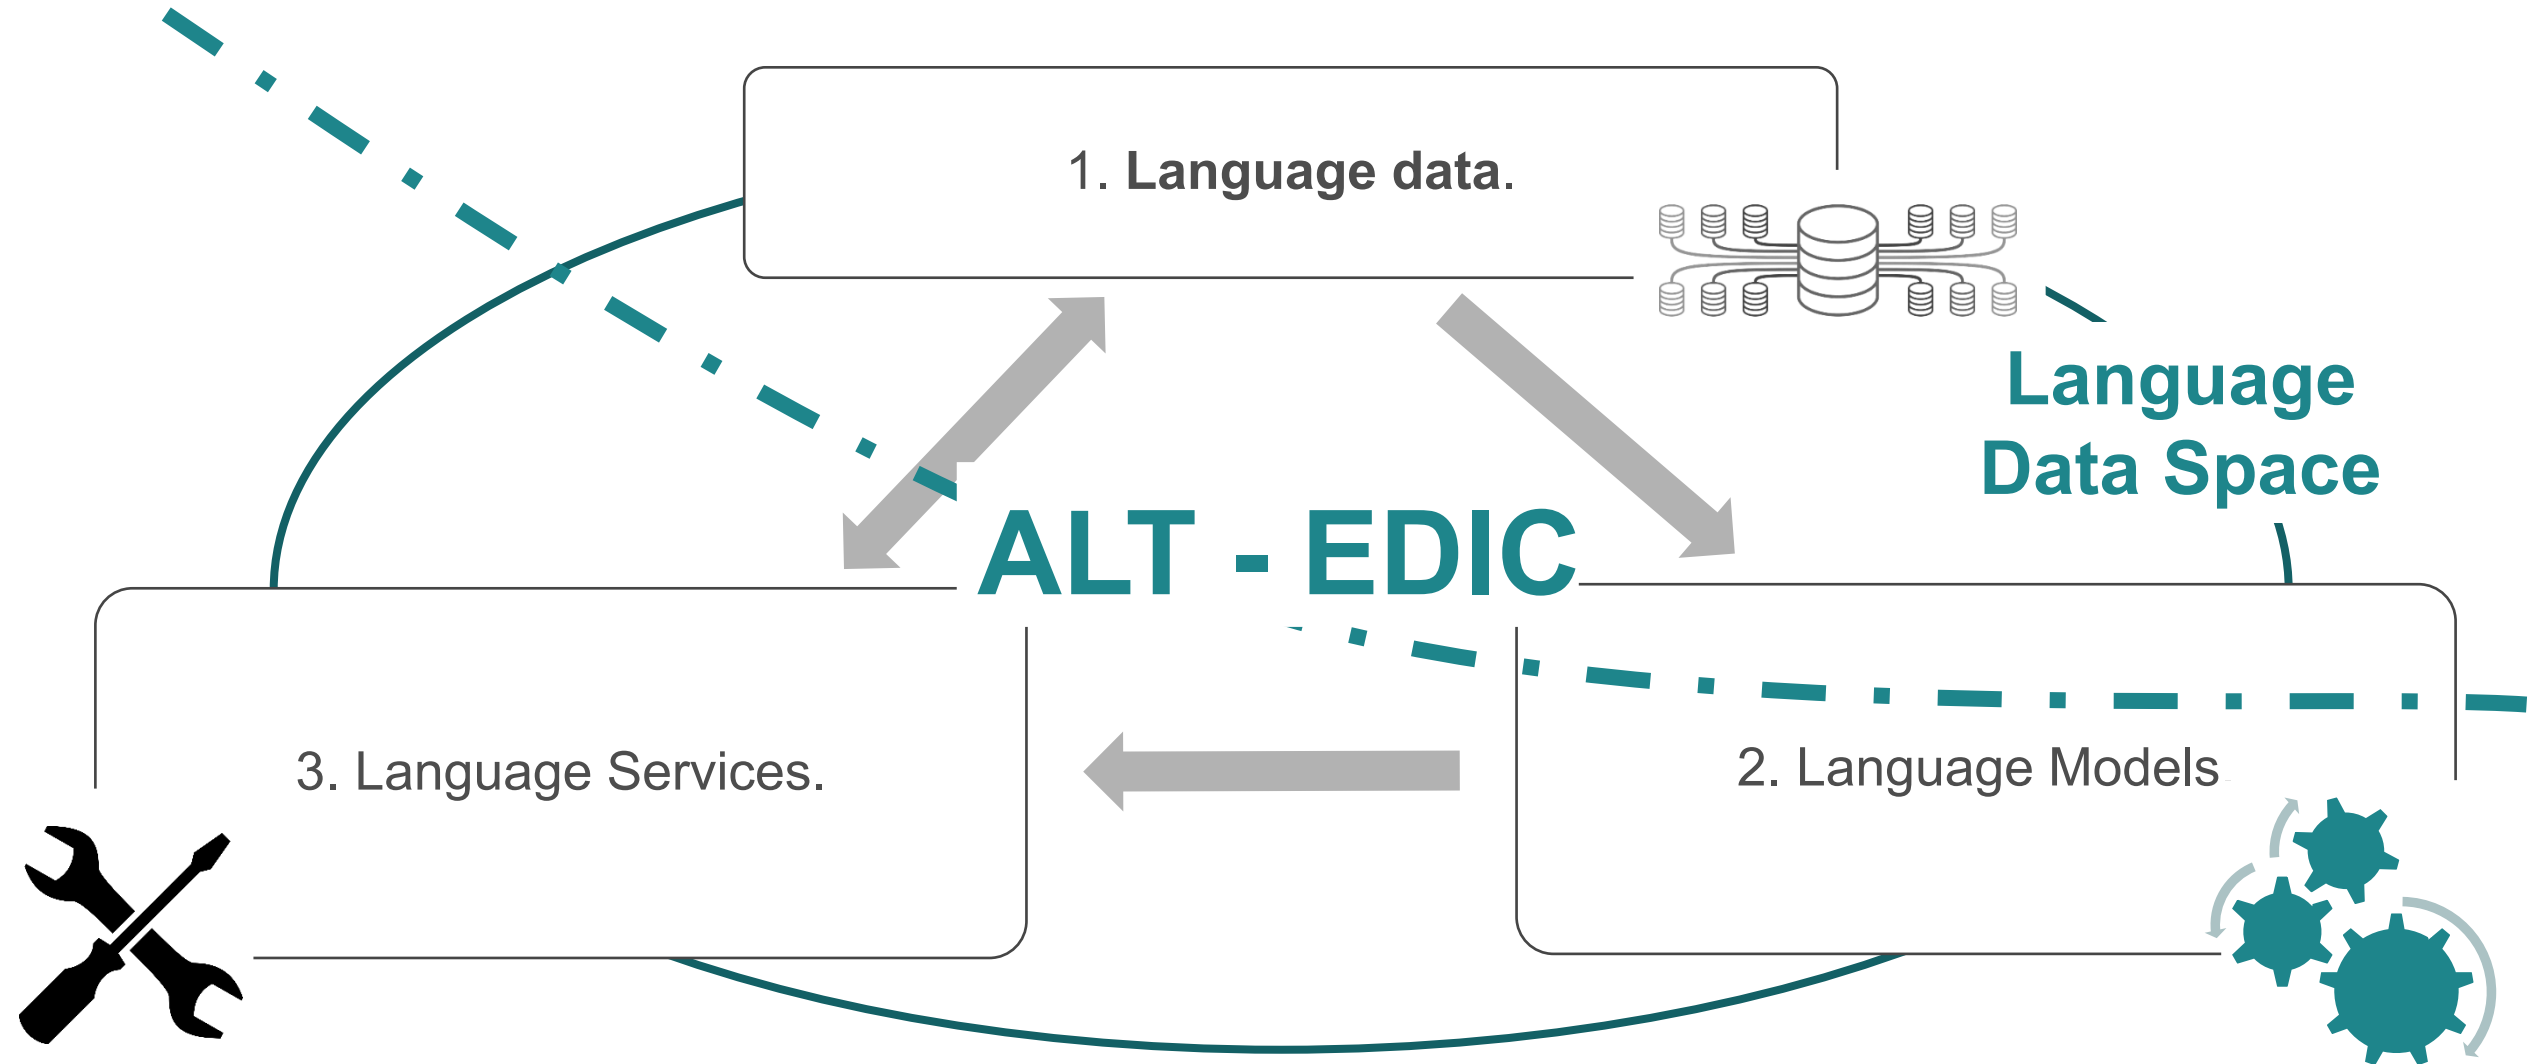 1. Language data.
Language
Data Space
ALT - EDIC
3. Language Services.
2. Language Models